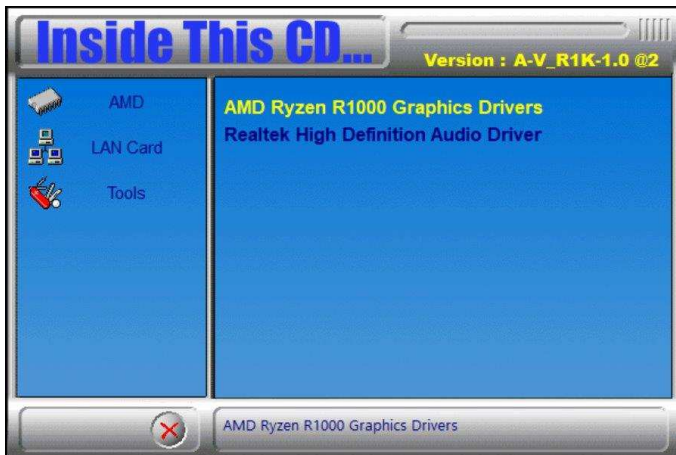 Inside This CD...
Version : A-V_R1K-1.0 @2
AMD
LAN Card
Tools
AMD Ryzen R1000 Graphics Drivers
Realtek High Definition Audio Driver
AMD Ryzen R1000 Graphics Drivers